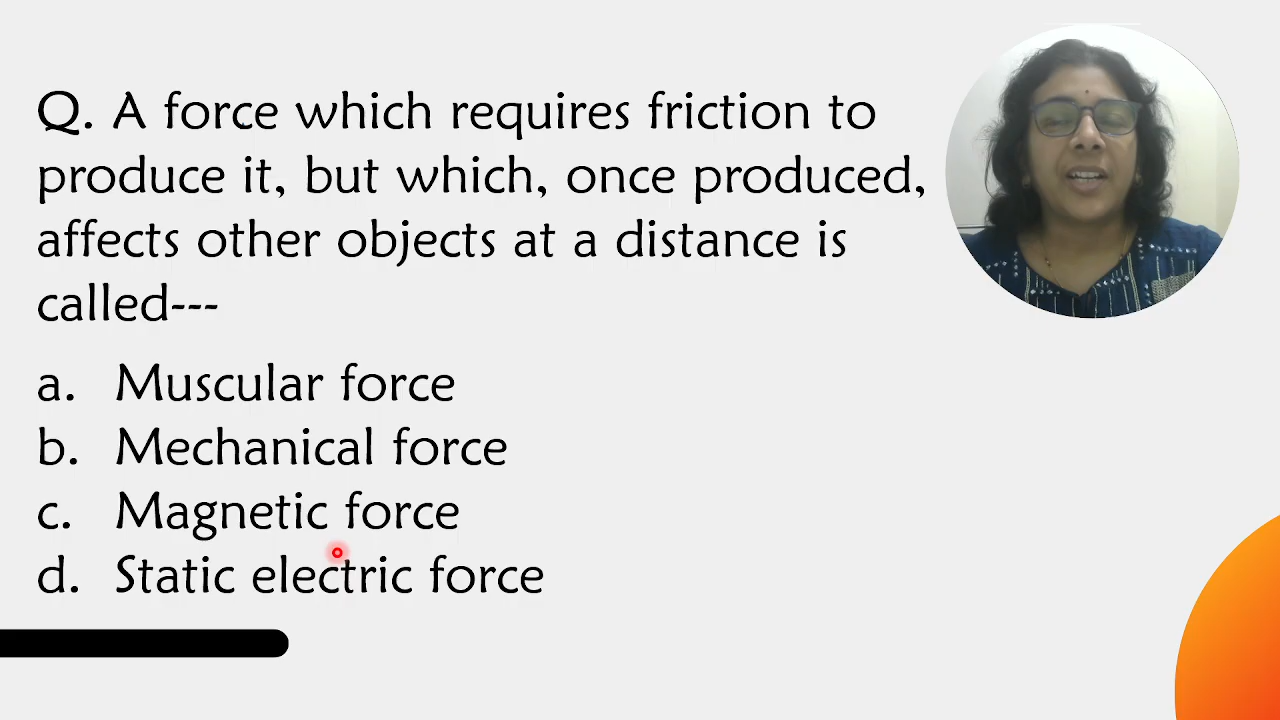 Q. A force which requires friction to
produce it, but which, once produced,
affects other objects at a distance is
called---
a. Muscular force
b. Mechanical force
c. Magnetic force
d. Static electric force